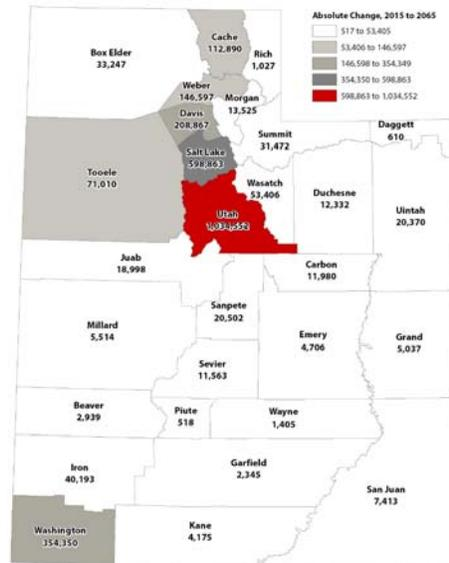 Absolute Change, 2015 to 2065
517 to 53,405
53,406 to 146,597
146,598 to 354,349
354,350 to 598,863
598,863 to 1,034,552
Box Elder
33,247
Cache
112,890
Rich
1,027
Weber
146,597
Morgan
13,525
Davis
208,867
Summit
31,472
Daggett
610
Tooele
71,010
Salt Lake
598,863
Wasatch
53,406
Duchesne
12,332
Uintah
20,370
Utah
1,034,552
Juab
18,998
Carbon
11,980
Sanpete
20,502
Millard
5,514
Emery
4,706
Grand
5,037
Sevier
11,563
Beaver
2,939
Piute
518
Wayne
1,405
Iron
40,193
Garfield
2,345
San Juan
7,413
Washington
354,350
Kane
4,175